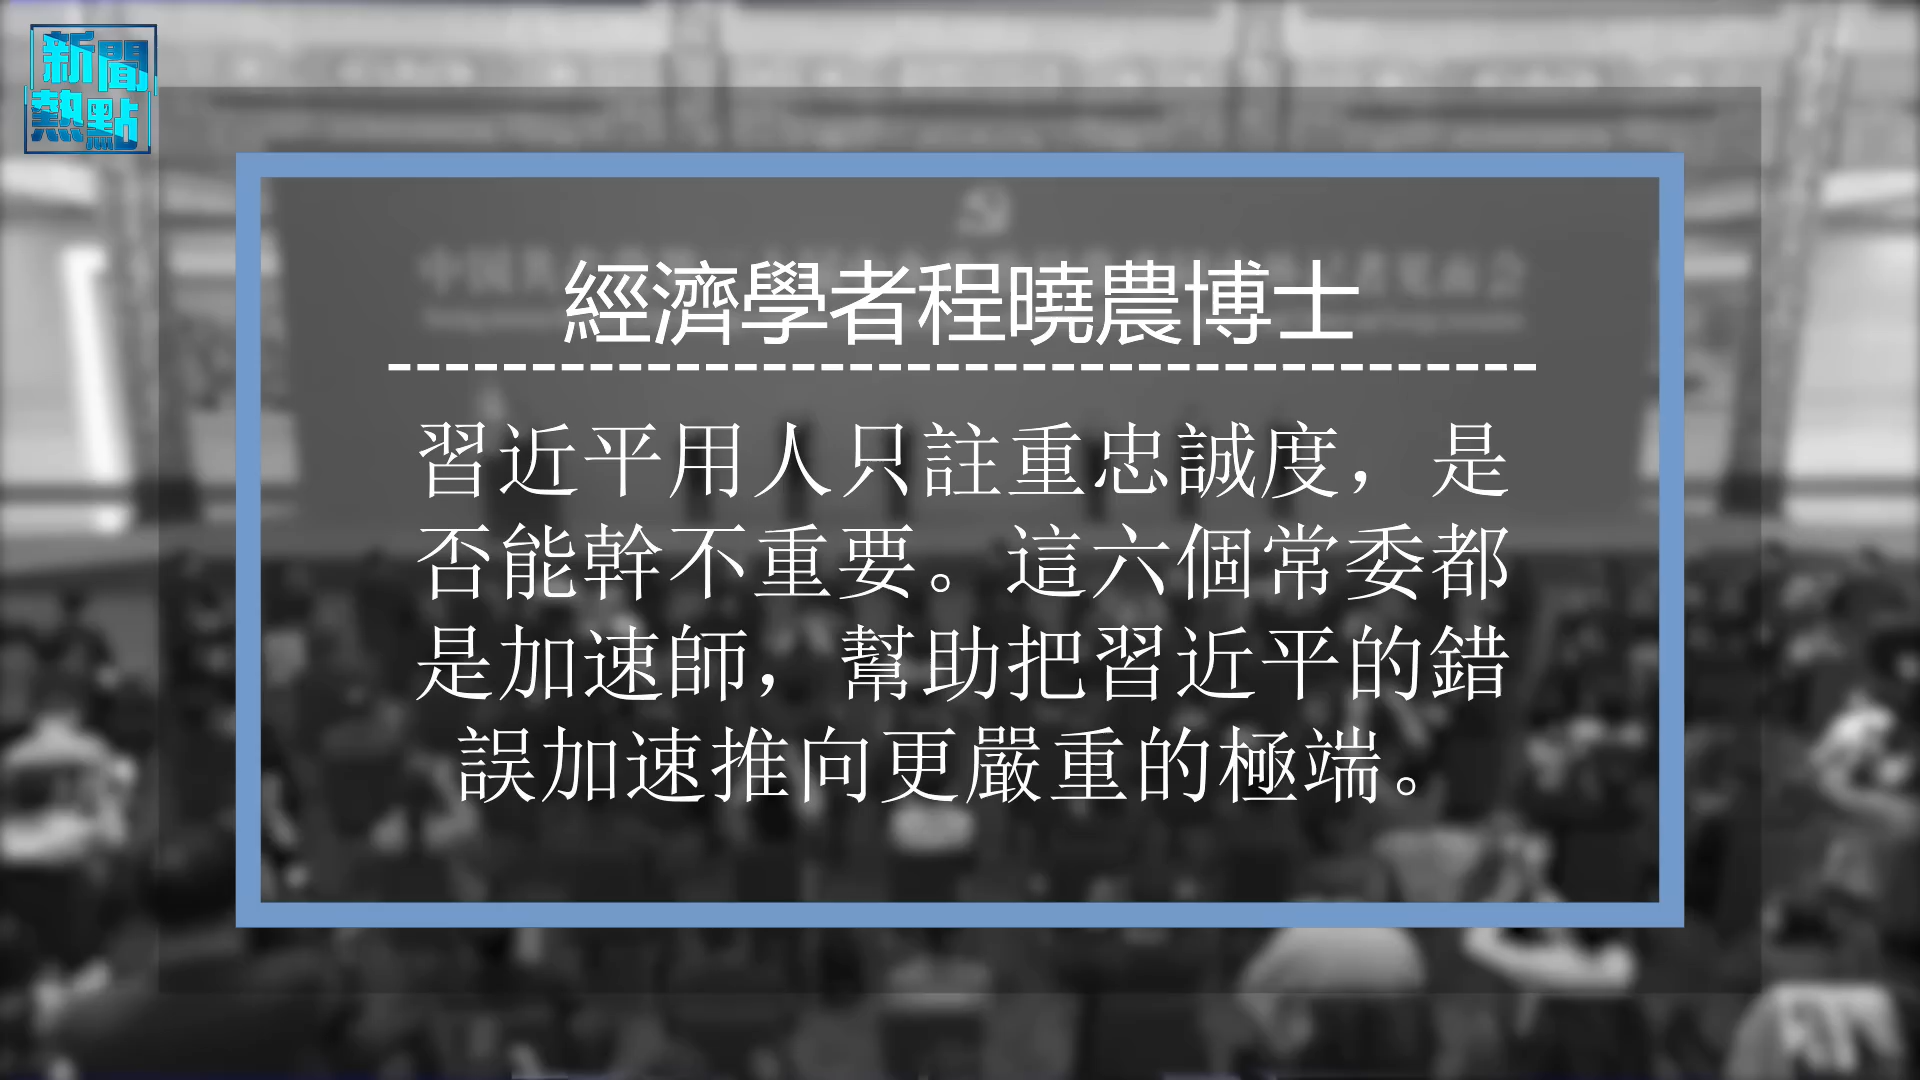 新聞
熱點
經濟學者程曉農博士
習近平用人只註重忠誠度，是
否能幹不重要。這六個常委都
是加速師，幫助把習近平的錯
誤加速推向更嚴重的極端。